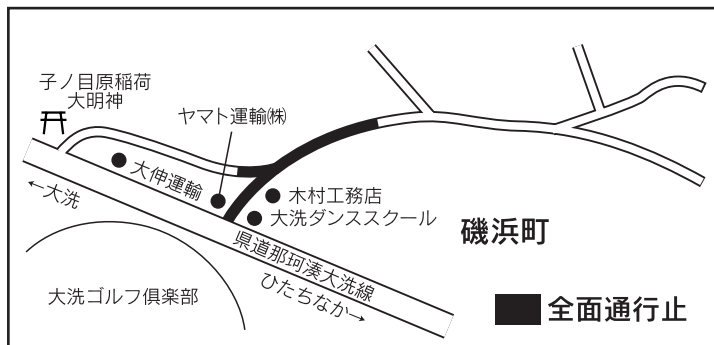 子ノ目原稲荷
大明神
ヤマト運輸㈱
大伸運輸
←大洗
木村工務店
大洗ダンススクール
磯浜町
県道那珂湊大洗線
ひたちなか→
大洗ゴルフ倶楽部
全面通行止